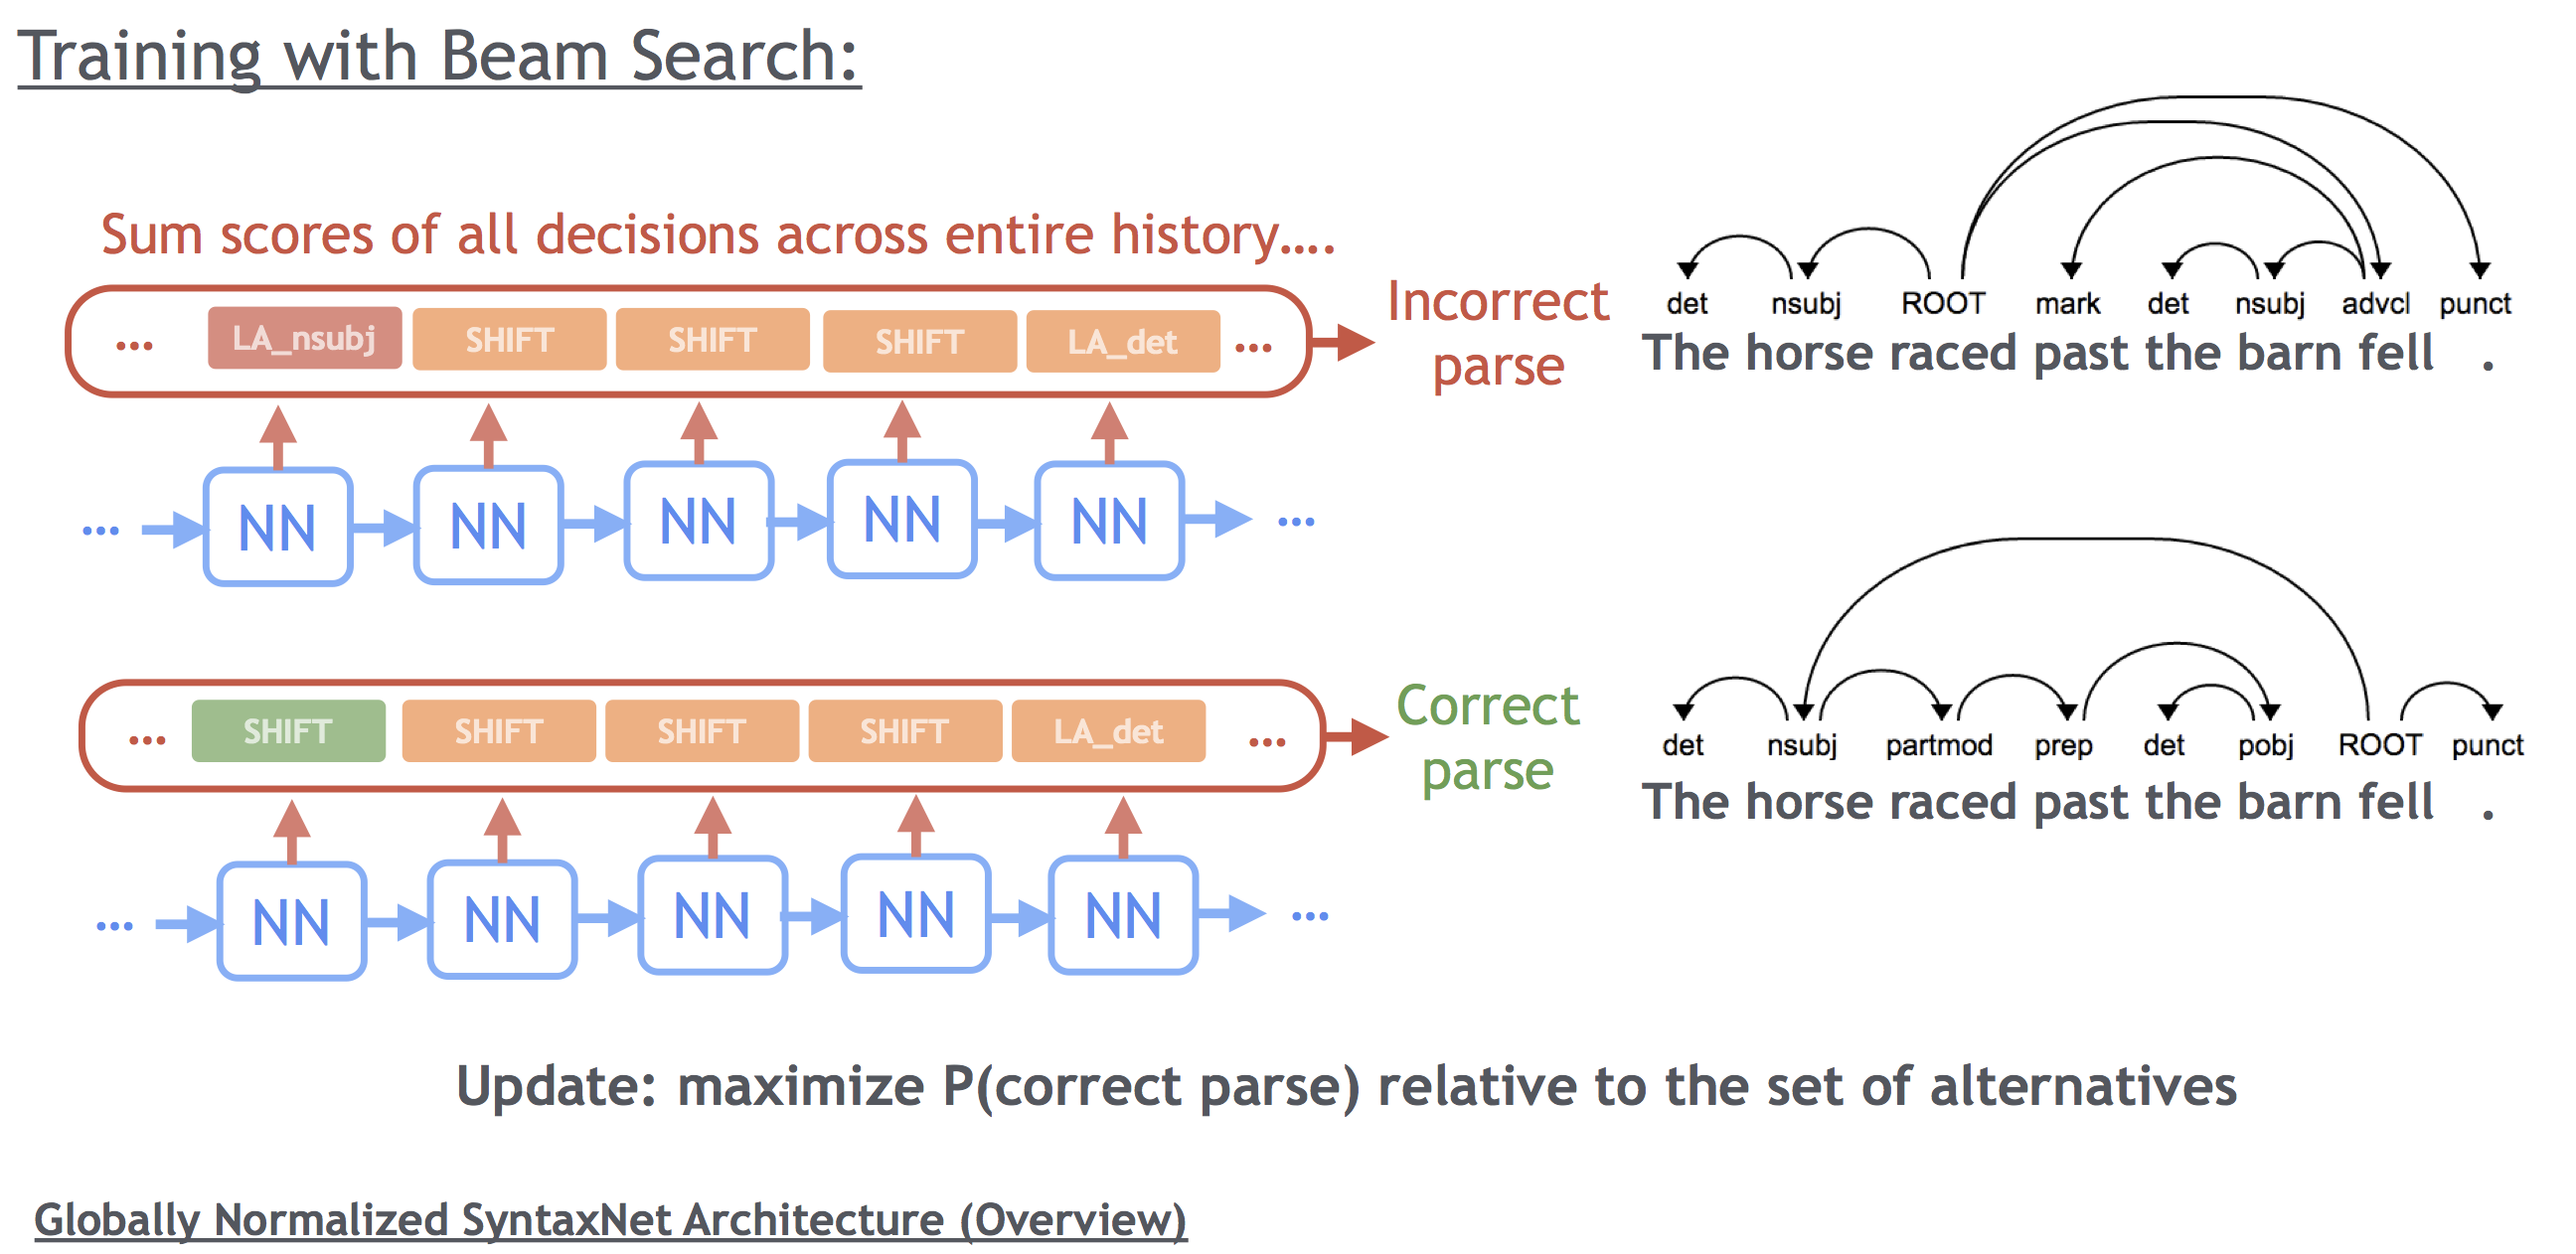 Training with Beam Search:
Sum scores of all decisions across entire history....
... LA_nsubj SHIFT SHIFT SHIFT LA_det ...
Incorrect
parse
det nsubj ROOT mark det nsubj advcl punct
The horse raced past the barn fell .
... NN NN NN NN NN ...
... SHIFT SHIFT SHIFT SHIFT LA_det ...
Correct
parse
det nsubj partmod prep det pobj ROOT punct
The horse raced past the barn fell .
... NN NN NN NN NN ...
Update: maximize P(correct parse) relative to the set of alternatives
Globally Normalized SyntaxNet Architecture (Overview)